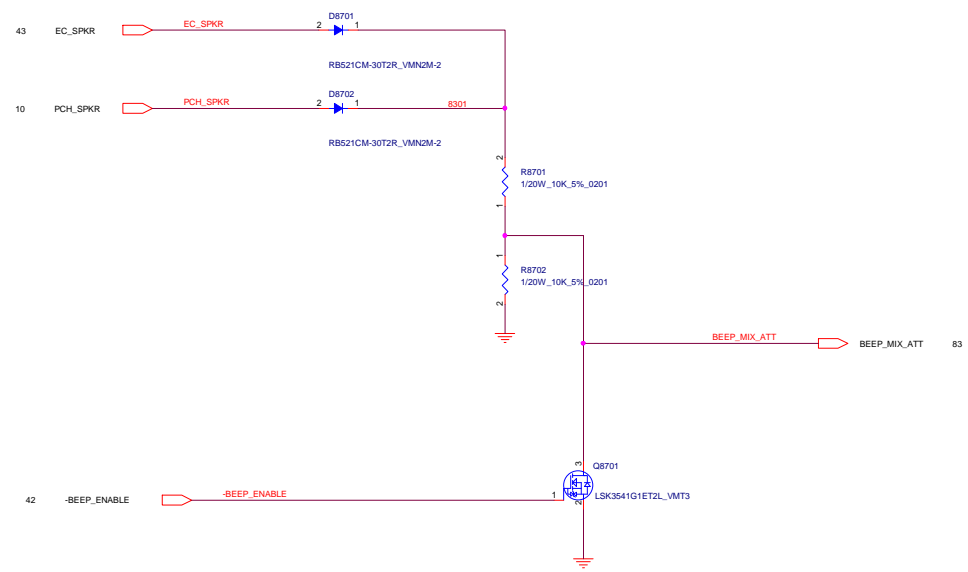 D8701
43 EC_SPKR EC_SPKR 2 1
RB521CM-30T2R_VMN2M-2
D8702
10 PCH_SPKR PCH_SPKR 2 1 8301
RB521CM-30T2R_VMN2M-2
2
R8701
1/20W_10K_5%_0201
1
1
R8702
1/20W_10K_5%_0201
2
BEEP_MIX_ATT BEEP_MIX_ATT 83
3
Q8701
42 -BEEP_ENABLE -BEEP_ENABLE 1 LSK3541G1ET2L_VMT3
2